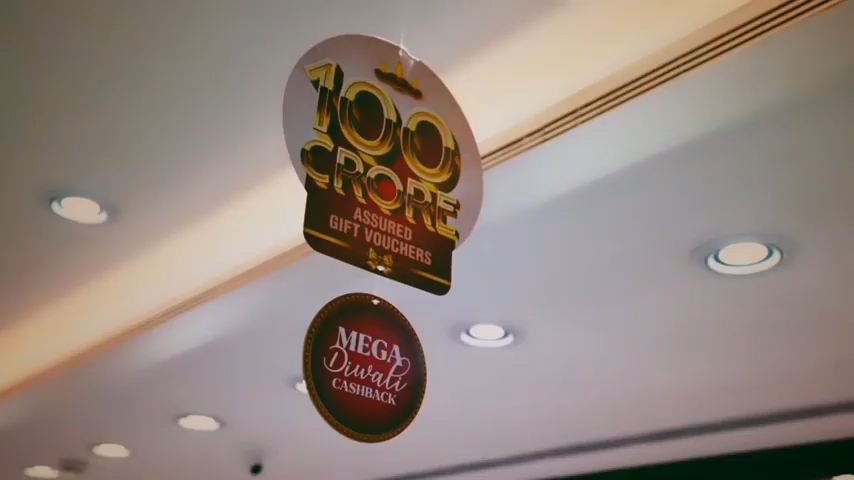 100
CRORE
ASSURED
GIFT VOUCHERS
MEGA
Diwali
CASHBACK